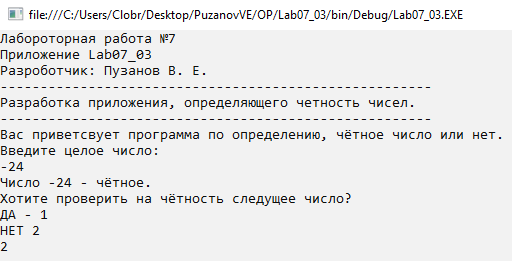 file:///C:/Users/Clobr/Desktop/PuzanovVE/OP/Lab07_03/bin/Debug/Lab07_03.EXE
Лабороторная работа №7
Приложение Lab07_03
Разроботчик: Пузанов В. Е.
------------------------------------------------------
Разработка приложения, определяющего четность чисел.
------------------------------------------------------
Вас приветсвует программа по определению, чётное число или нет.
Введите целое число:
-24
Число -24 - чётное.
Хотите проверить на чётность следущее число?
ДА - 1
НЕТ 2
2